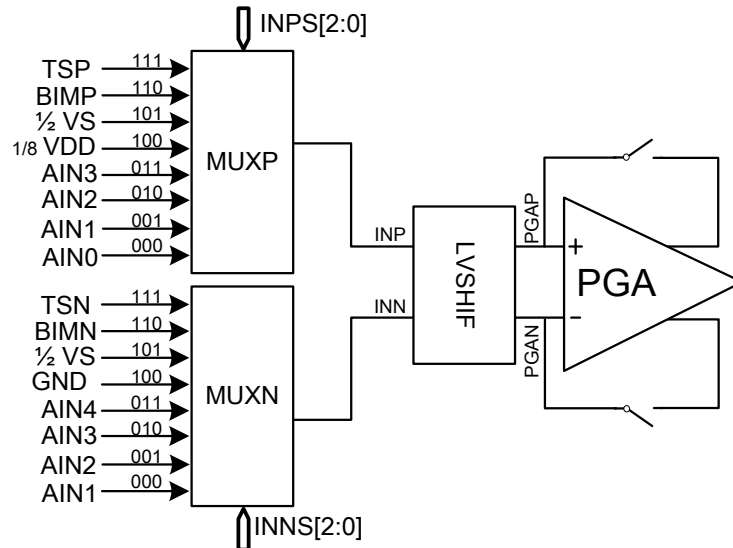 INPS[2:0]
TSP 111
BIMP 110
½ VS 101
1/8 VDD 100
AIN3 011
AIN2 010
AIN1 001
AIN0 000
MUXP
INP
INN
LVSHIF
PGAP
PGAN
+
PGA
−
TSN 111
BIMN 110
½ VS 101
GND 100
AIN4 011
AIN3 010
AIN2 001
AIN1 000
MUXN
INNS[2:0]